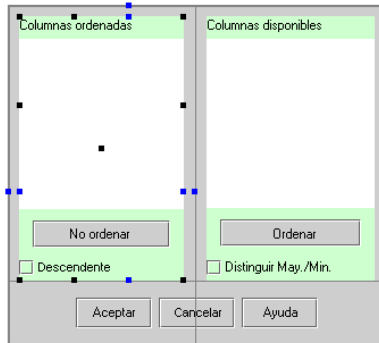 Columnas ordenadas
Columnas disponibles
No ordenar
Ordenar
Descendente
Distinguir May./Min.
Aceptar
Cancelar
Ayuda